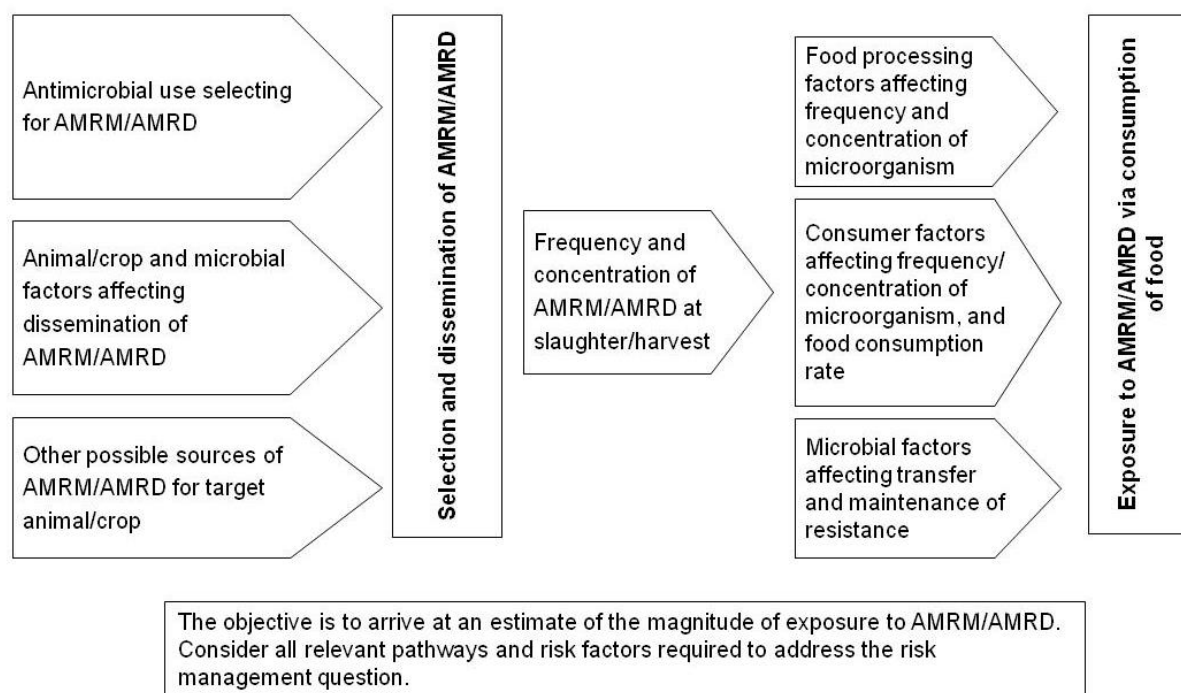 Antimicrobial use selecting
for AMRM/AMRD
Animal/crop and microbial
factors affecting
dissemination of
AMRM/AMRD
Other possible sources of
AMRM/AMRD for target
animal/crop
Selection and dissemination of AMRM/AMRD
Frequency and
concentration of
AMRM/AMRD at
slaughter/harvest
Food processing
factors affecting
frequency and
concentration of
microorganism
Consumer factors
affecting frequency/
concentration of
microorganism, and
food consumption
rate
Microbial factors
affecting transfer
and maintenance of
resistance
Exposure to AMRM/AMRD via consumption
of food
The objective is to arrive at an estimate of the magnitude of exposure to AMRM/AMRD.
Consider all relevant pathways and risk factors required to address the risk
management question.